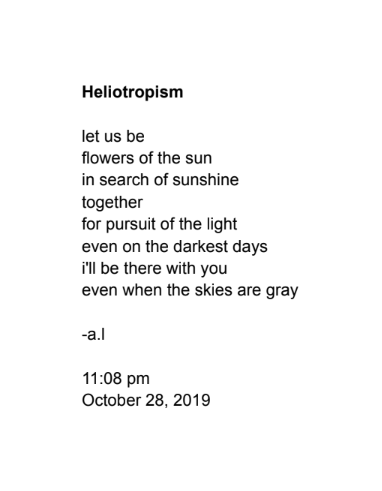 Heliotropism
let us be
flowers of the sun
in search of sunshine
together
for pursuit of the light
even on the darkest days
i'll be there with you
even when the skies are gray
-a.l
11:08 pm
October 28, 2019